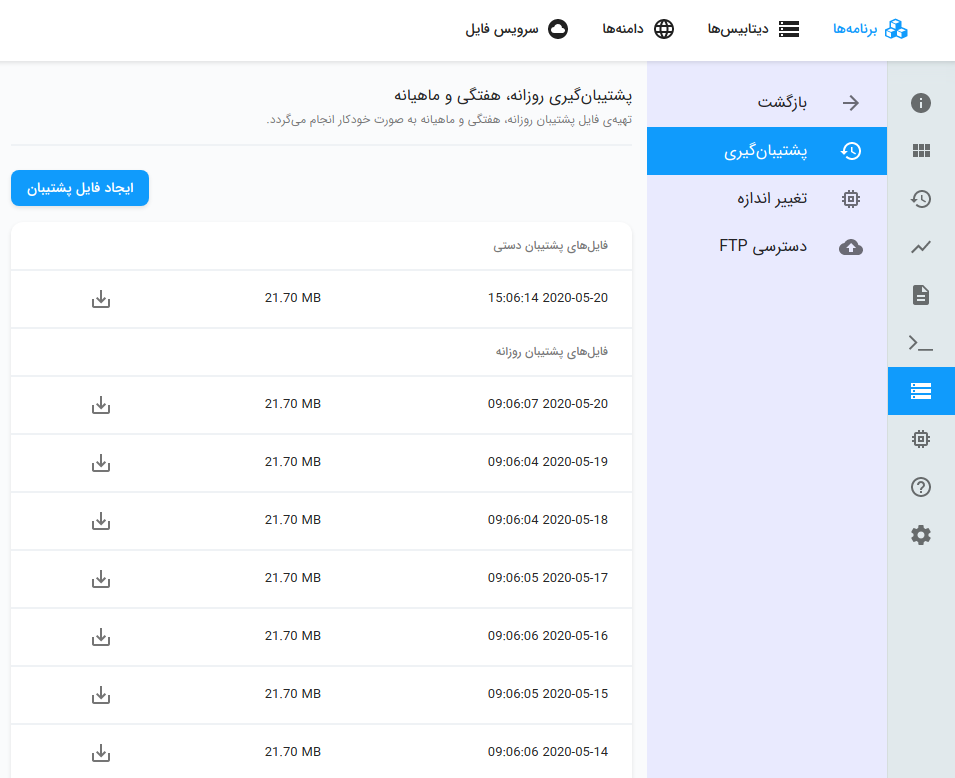 برنامه‌ها
دیتابیس‌ها
دامنه‌ها
سرویس فایل
بازگشت
پشتیبان‌گیری
تغییر اندازه
دسترسی FTP
پشتیبان‌گیری روزانه، هفتگی و ماهیانه
تهیه‌ی فایل پشتیبان روزانه، هفتگی و ماهیانه به صورت خودکار انجام می‌گردد.
ایجاد فایل پشتیبان
فایل‌های پشتیبان دستی
15:06:14 2020-05-20 21.70 MB
فایل‌های پشتیبان روزانه
09:06:07 2020-05-20 21.70 MB
09:06:04 2020-05-19 21.70 MB
09:06:04 2020-05-18 21.70 MB
09:06:05 2020-05-17 21.70 MB
09:06:06 2020-05-16 21.70 MB
09:06:05 2020-05-15 21.70 MB
09:06:06 2020-05-14 21.70 MB